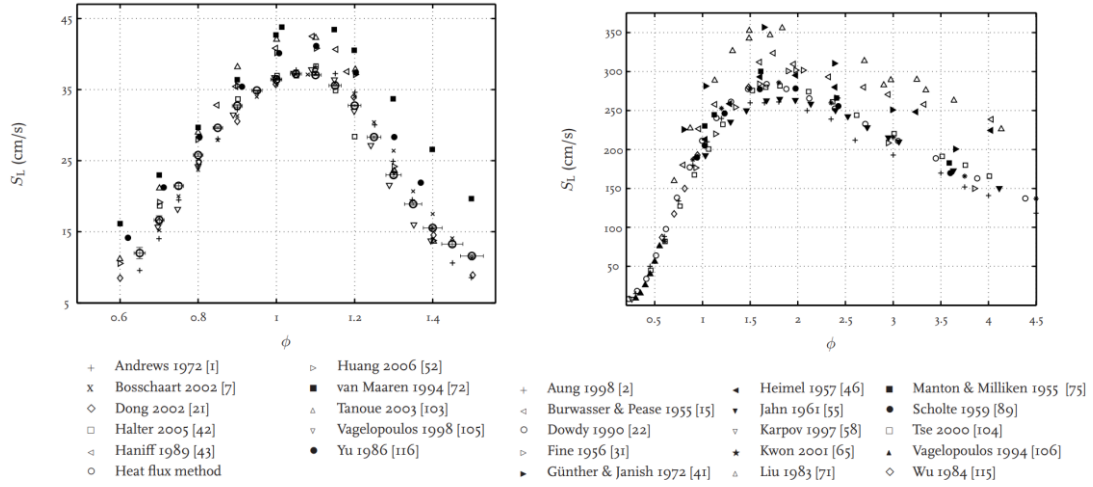 45
35
25
15
5
S_L (cm/s)
0.6 0.8 1 1.2 1.4
ϕ
+ Andrews 1972 [1]
x Bosschaart 2002 [7]
◇ Dong 2002 [21]
□ Halter 2005 [42]
◁ Haniff 1989 [43]
○ Heat flux method
▷ Huang 2006 [52]
■ van Maaren 1994 [72]
△ Tanoue 2003 [103]
▽ Vagelopoulos 1998 [105]
● Yu 1986 [116]
350
300
250
200
150
100
50
S_L (cm/s)
0.5 1 1.5 2 2.5 3 3.5 4 4.5
ϕ
+ Aung 1998 [2]
◁ Burwasser & Pease 1955 [15]
○ Dowdy 1990 [22]
▷ Fine 1956 [31]
▶ Günther & Janish 1972 [41]
◀ Heimel 1957 [46]
▼ Jahn 1961 [55]
▽ Karpov 1997 [58]
★ Kwon 2001 [65]
△ Liu 1983 [71]
■ Manton & Milliken 1955 [75]
● Scholte 1959 [89]
□ Tse 2000 [104]
▲ Vagelopoulos 1994 [106]
◇ Wu 1984 [115]